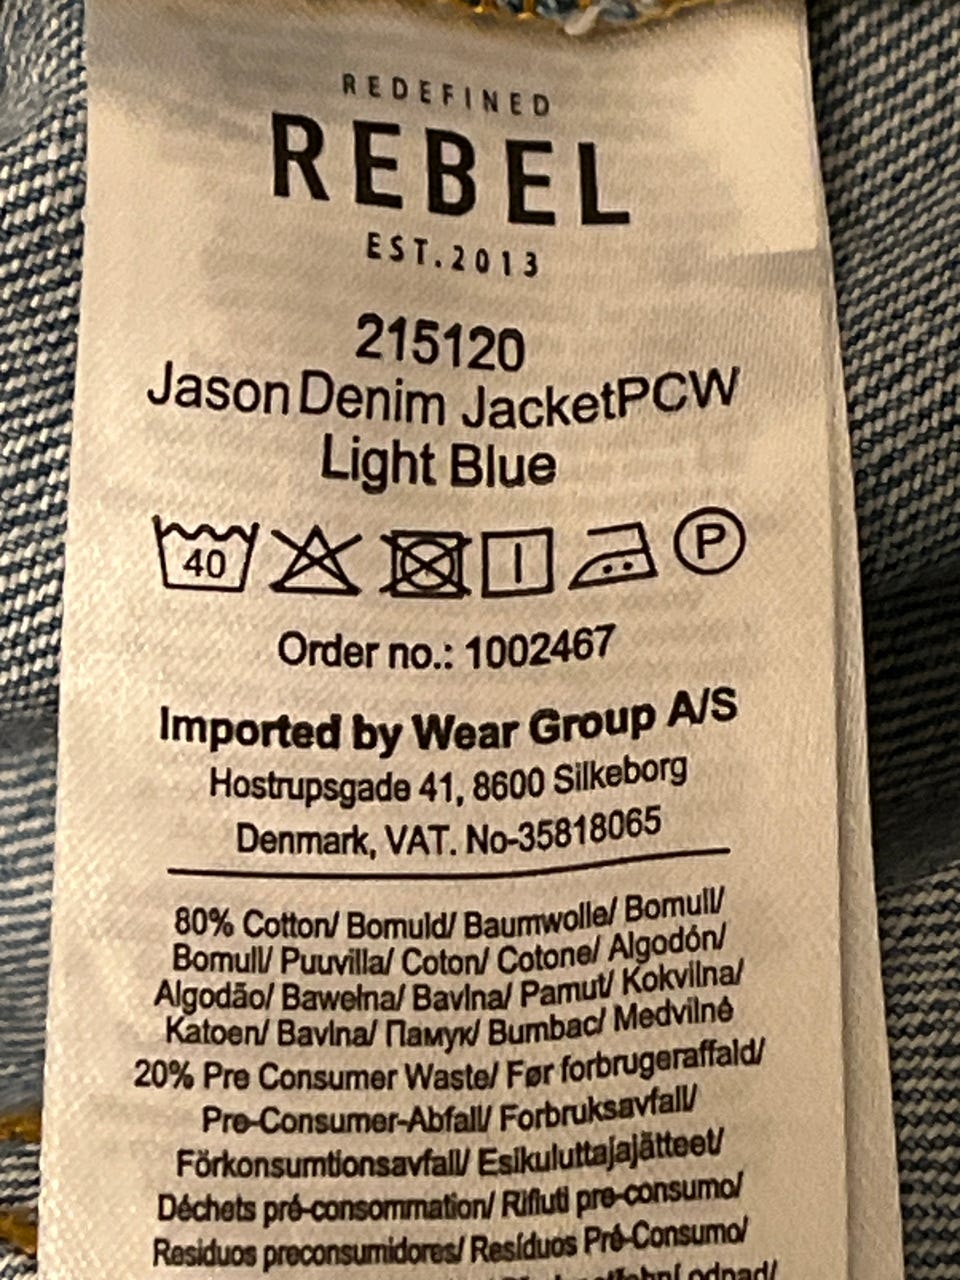 REDEFINED
REBEL
EST.2013
215120
Jason Denim JacketPCW
Light Blue
40 P
Order no.: 1002467
Imported by Wear Group A/S
Hostrupsgade 41, 8600 Silkeborg
Denmark, VAT. No-35818065
80% Cotton/ Bomuld/ Baumwolle/ Bomull/
Bomull/ Puuvilla/ Coton/ Cotone/ Algodón/
Algodão/ Bawełna/ Bavlna/ Pamut/ Kokvilna/
Katoen/ Bavlna/ Памук/ Bumbac/ Medvilnė
20% Pre Consumer Waste/ Før forbrugeraffald/
Pre-Consumer-Abfall/ Forbruksavfall/
Förkonsumtionsavfall/ Esikuluttajajätteet/
Déchets pré-consommation/ Rifiuti pre-consumo/
Residuos preconsumidores/ Resíduos Pré-Consumo/
odpad/